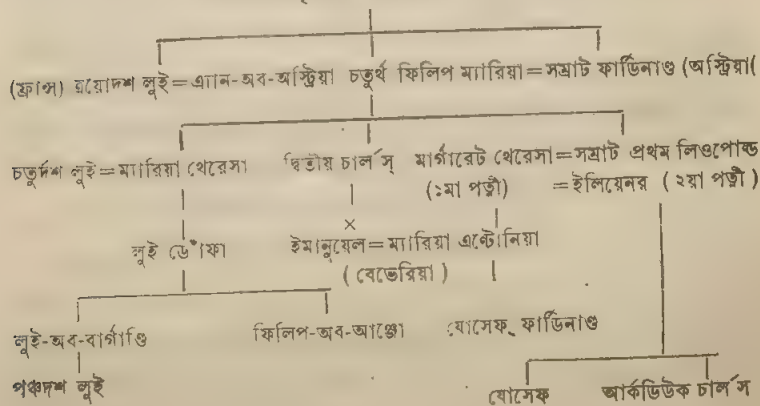 (ফ্রান্স) ত্রয়োদশ লুই=এ্যান-অব-অস্ট্রিয়া চতুর্থ ফিলিপ ম্যারিয়া=সম্রাট ফার্ডিনাণ্ড (অস্ট্রিয়া(
চতুর্দশ লুই=ম্যারিয়া থেরেসা দ্বিতীয় চার্লস্ মার্গারেট থেরেসা=সম্রাট প্রথম লিওপোল্ড
(১মা পত্নী) =ইলিয়েনর (২য়া পত্নী)
×
লুই ডোঁফা ইমানুয়েল=ম্যারিয়া এন্টোনিয়া
(বেভেরিয়া)
লুই-অব-বার্গাণ্ডি ফিলিপ-অব-আঞ্জো যোসেফ্ ফার্ডিনাণ্ড
পঞ্চদশ লুই যোসেফ আর্কডিউক চার্লস